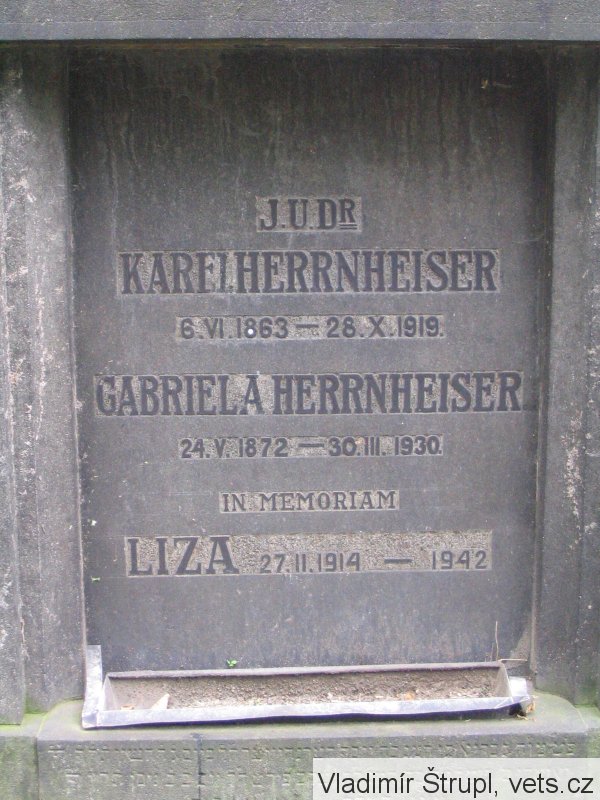 J.U.DR
KAREL HERRNHEISER
6.VI.1863 — 28.X.1919.
GABRIELA HERRNHEISER
24.V.1872 — 30.III.1930.
IN MEMORIAM
LIZA 27.11.1914 — 1942
Vladimír Štrupl, vets.cz